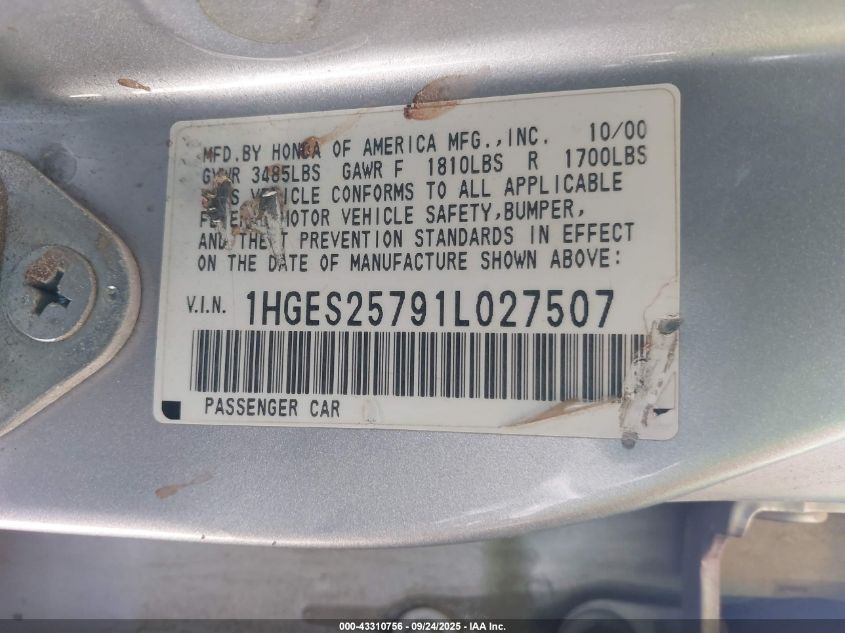 MFD.BY HONDA OF AMERICA MFG.,INC. 10/00
GVWR 3485LBS GAWR F 1810LBS R 1700LBS
THIS VEHICLE CONFORMS TO ALL APPLICABLE
FEDERAL MOTOR VEHICLE SAFETY,BUMPER,
AND THEFT PREVENTION STANDARDS IN EFFECT
ON THE DATE OF MANUFACTURE SHOWN ABOVE:
V.I.N. 1HGES25791L027507
PASSENGER CAR
000-43310756 - 09/24/2025 - IAA Inc.